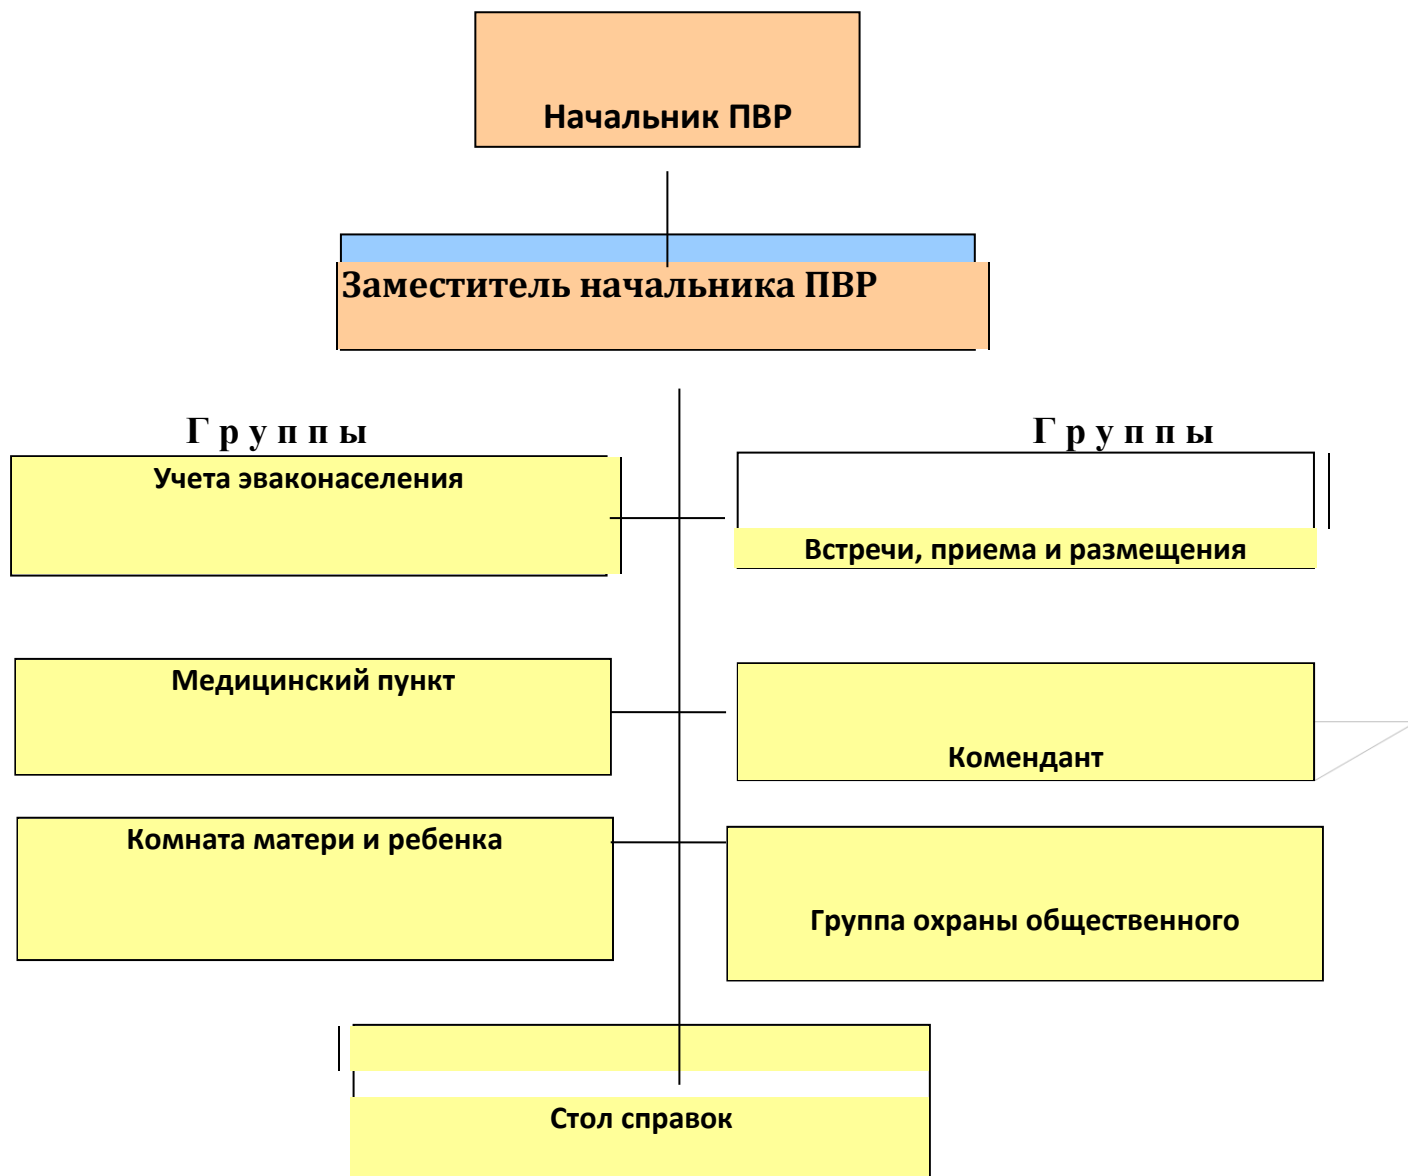 Начальник ПВР
Заместитель начальника ПВР
Г р у п п ы
Г р у п п ы
Учета эваконаселения
Встречи, приема и размещения
Медицинский пункт
Комендант
Комната матери и ребенка
Группа охраны общественного
Стол справок